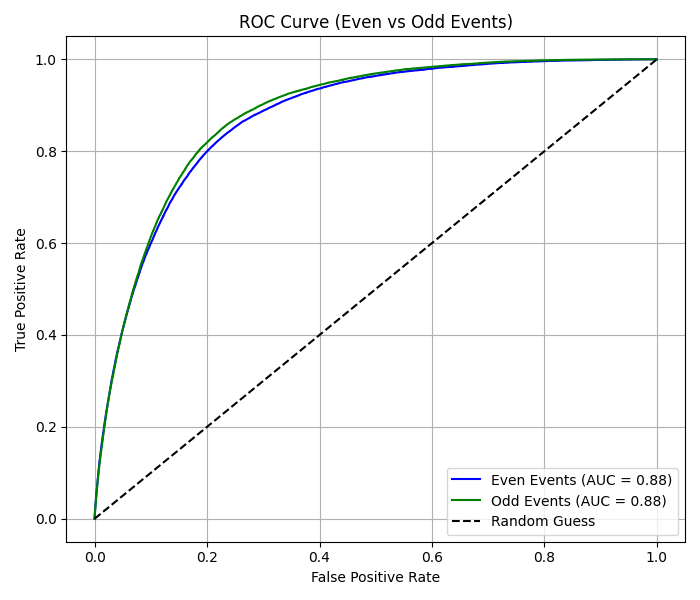 ROC Curve (Even vs Odd Events)
True Positive Rate
1.0
0.8
0.6
0.4
0.2
0.0
Even Events (AUC = 0.88)
Odd Events (AUC = 0.88)
Random Guess
0.0 0.2 0.4 0.6 0.8 1.0
False Positive Rate